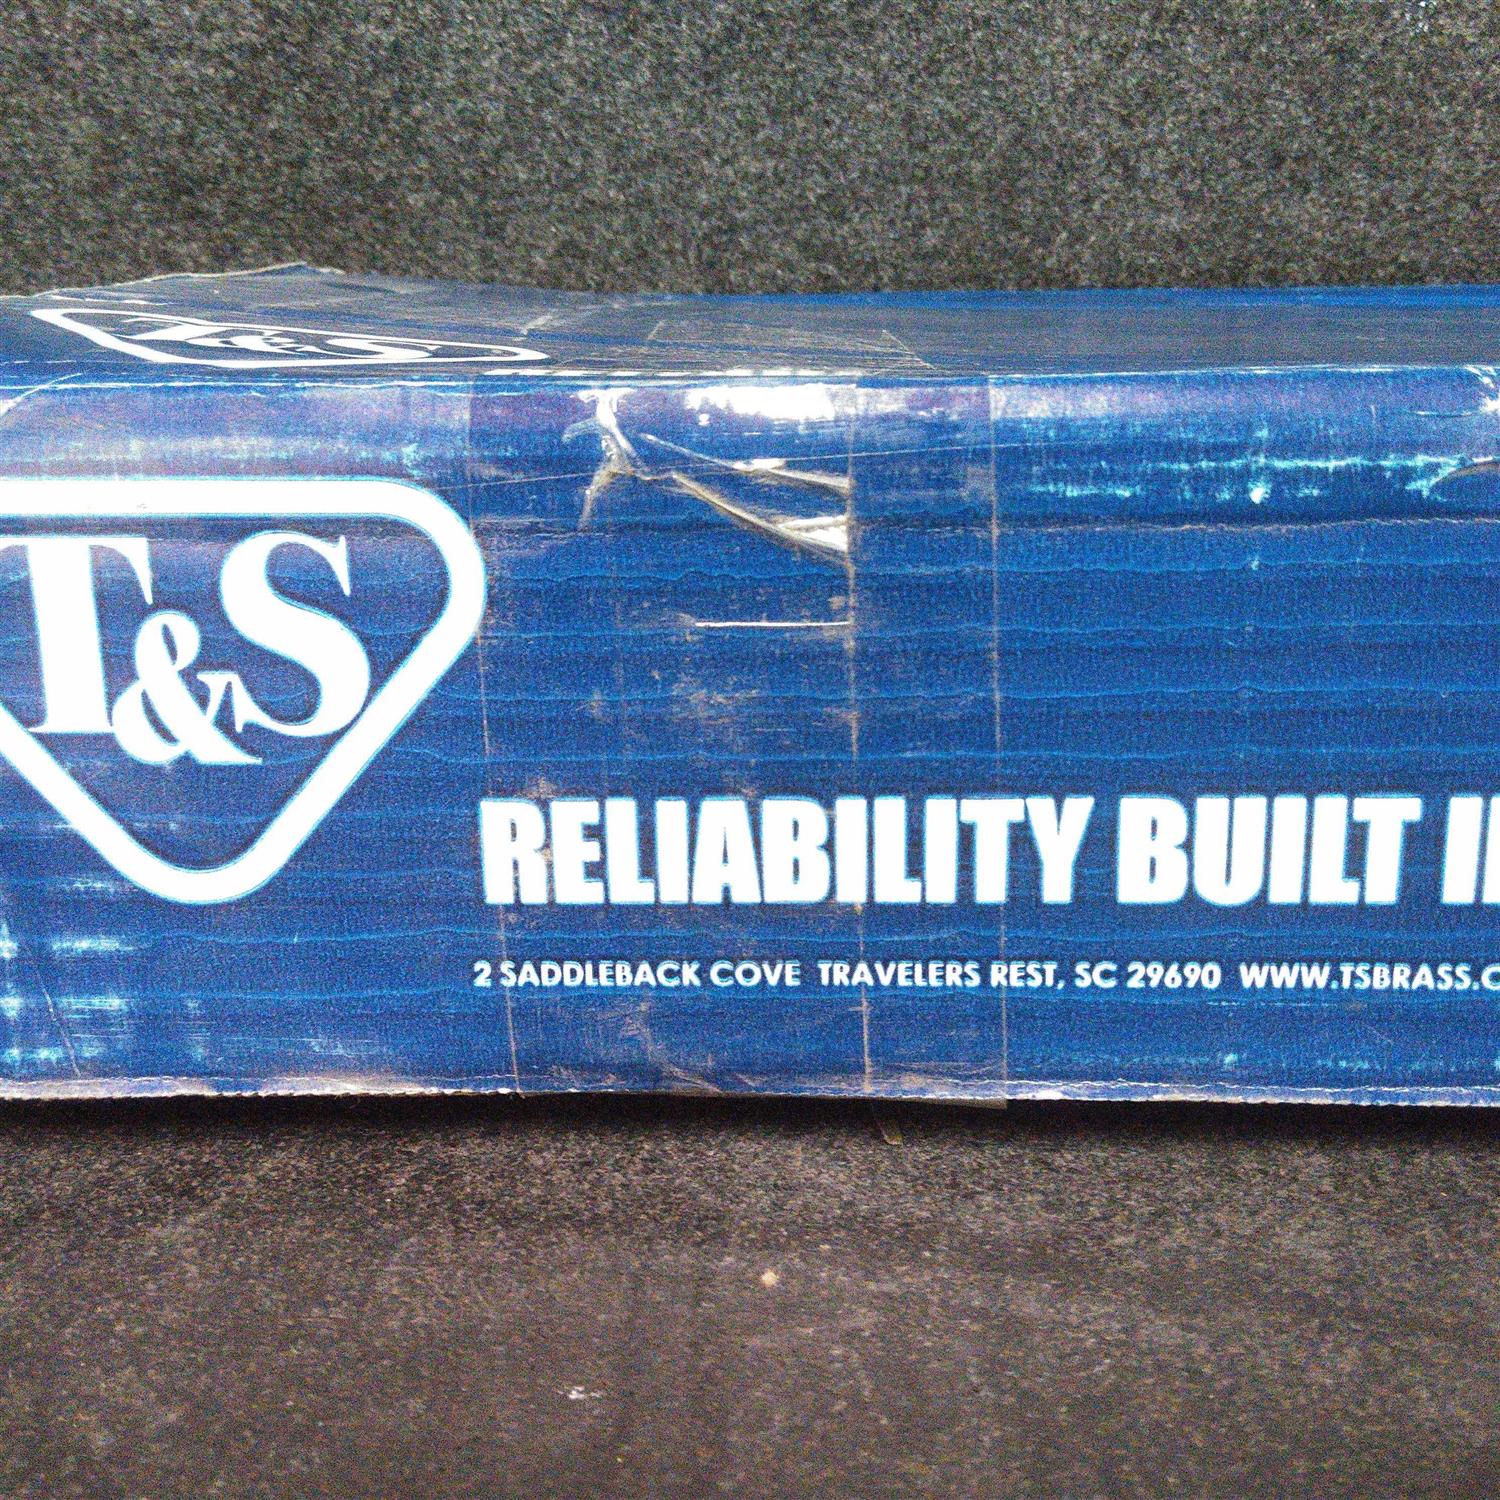 T&S
T&S
RELIABILITY BUILT
2 SADDLEBACK COVE TRAVELERS REST, SC 29690 WWW.TSBRASS.C